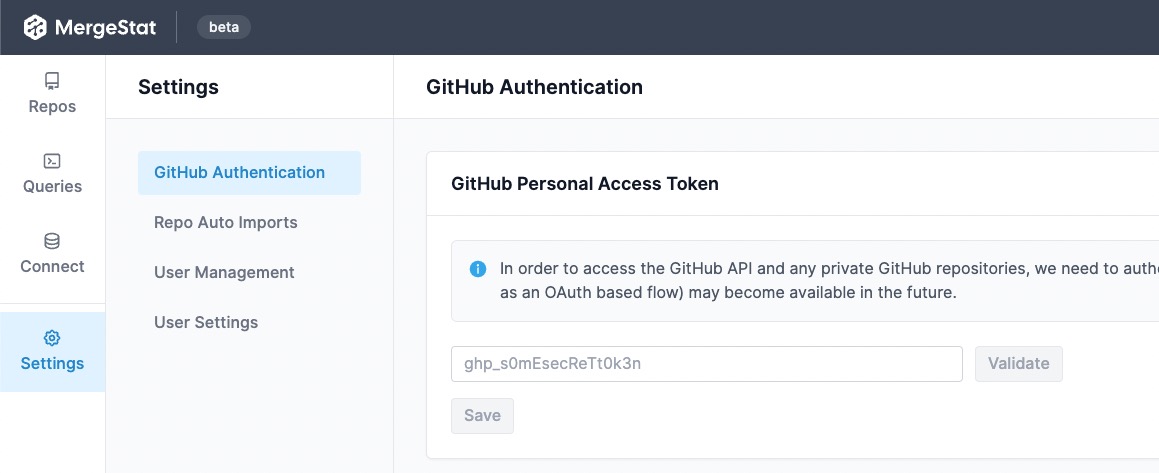 MergeStat
beta
Repos
Queries
Connect
Settings
Settings
GitHub Authentication
Repo Auto Imports
User Management
User Settings
GitHub Authentication
GitHub Personal Access Token
In order to access the GitHub API and any private GitHub repositories, we need to
as an OAuth based flow) may become available in the future.
ghp_s0mEsecReTt0k3n
Validate
Save